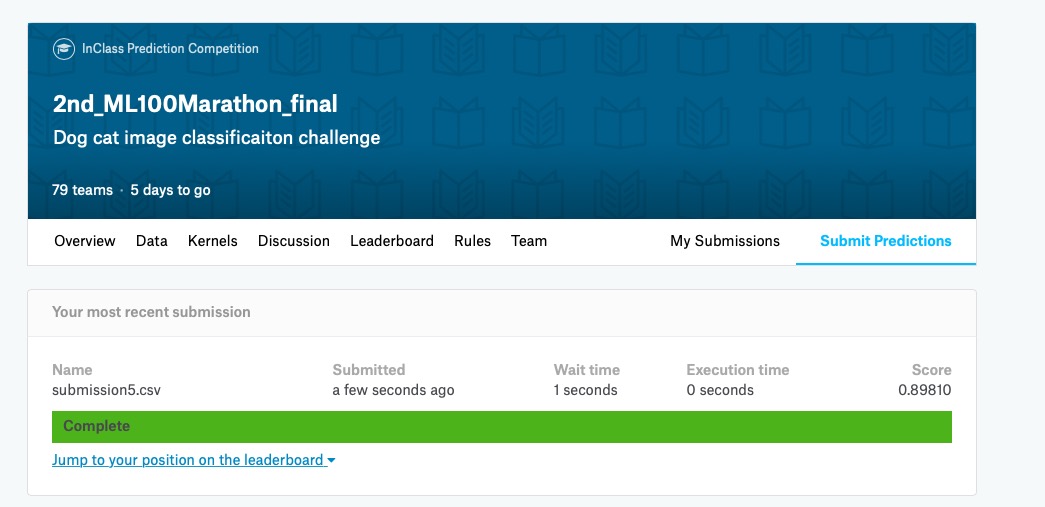 InClass Prediction Competition
2nd_ML100Marathon_final
Dog cat image classificaiton challenge
79 teams · 5 days to go
Overview Data Kernels Discussion Leaderboard Rules Team My Submissions Submit Predictions
Your most recent submission
Name Submitted Wait time Execution time Score
submission5.csv a few seconds ago 1 seconds 0 seconds 0.89810
Complete
Jump to your position on the leaderboard